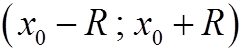 (x₀ − R ; x₀ + R)